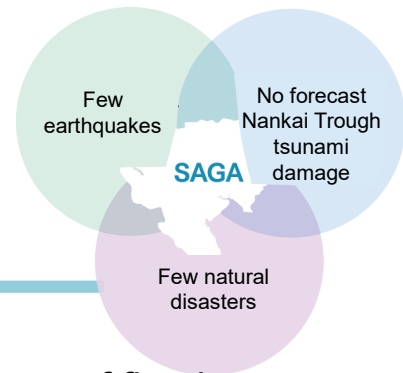 Few
earthquakes
No forecast
Nankai Trough
tsunami
damage
SAGA
Few natural
disasters